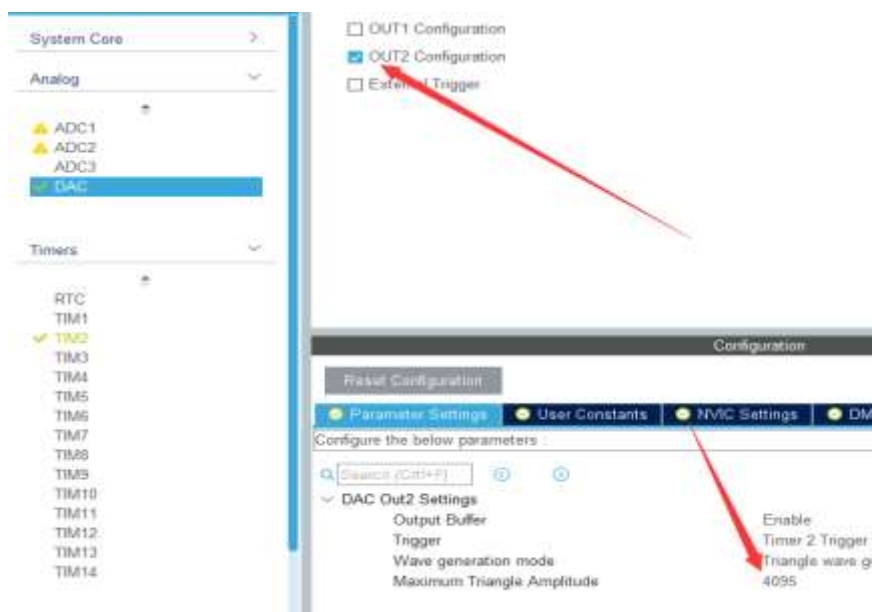 System Core
Analog
ADC1
ADC2
ADC3
DAC
Timers
RTC
TIM1
TIM2
TIM3
TIM4
TIM5
TIM6
TIM7
TIM8
TIM9
TIM10
TIM11
TIM12
TIM13
TIM14
OUT1 Configuration
OUT2 Configuration
External Trigger
Configuration
Reset Configuration
Parameter Settings User Constants NVIC Settings DM
Configure the below parameters :
Search (Ctrl+F)
DAC Out2 Settings
Output Buffer Enable
Trigger Timer 2 Trigger
Wave generation mode Triangle wave g
Maximum Triangle Amplitude 4095